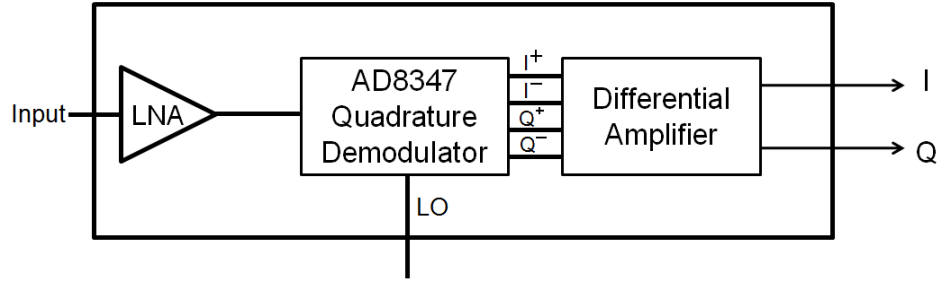 Input
LNA
AD8347
Quadrature
Demodulator
LO
I+
I−
Q+
Q−
Differential
Amplifier
I
Q